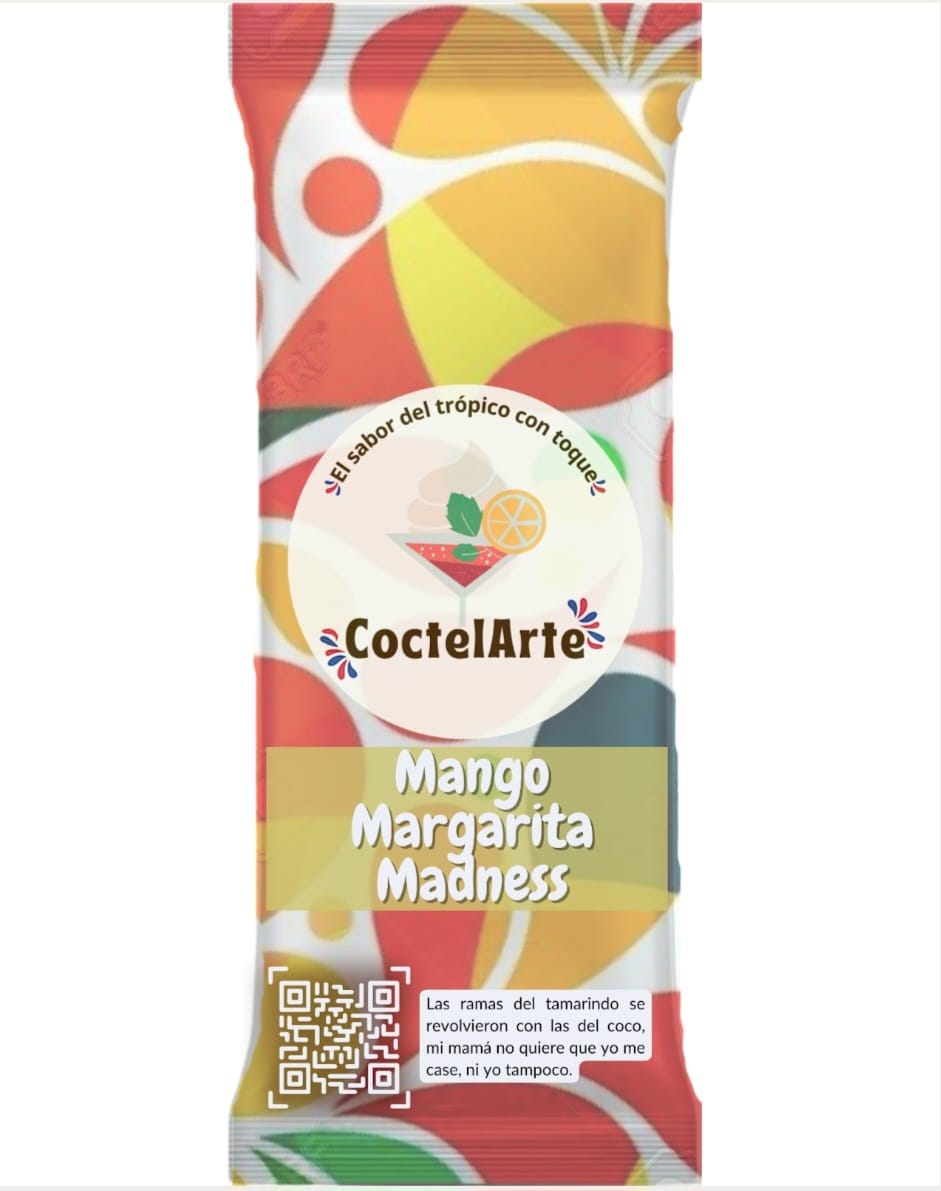 El sabor del trópico con toque
CoctelArte
Mango
Margarita
Madness
Las ramas del tamarindo se
revolvieron con las del coco,
mi mamá no quiere que yo me
case, ni yo tampoco.